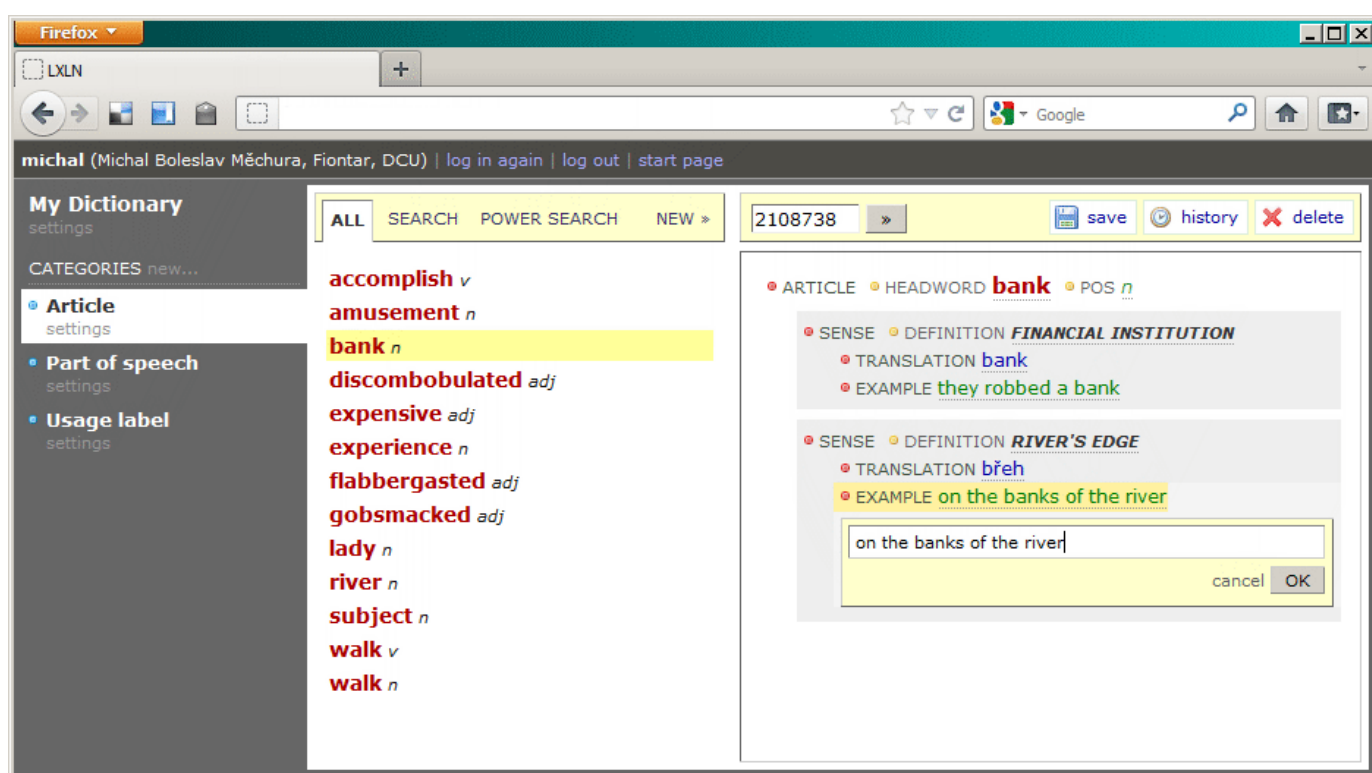 Firefox
LXLN
Google
michal (Michal Boleslav Měchura, Fiontar, DCU) | log in again | log out | start page
My Dictionary
settings
CATEGORIES new...
Article
settings
Part of speech
settings
Usage label
settings
ALL SEARCH POWER SEARCH NEW »
accomplish v
amusement n
bank n
discombobulated adj
expensive adj
experience n
flabbergasted adj
gobsmacked adj
lady n
river n
subject n
walk v
walk n
2108738 » save history delete
ARTICLE HEADWORD bank POS n
SENSE DEFINITION FINANCIAL INSTITUTION
TRANSLATION bank
EXAMPLE they robbed a bank
SENSE DEFINITION RIVER'S EDGE
TRANSLATION břeh
EXAMPLE on the banks of the river
on the banks of the river
cancel OK